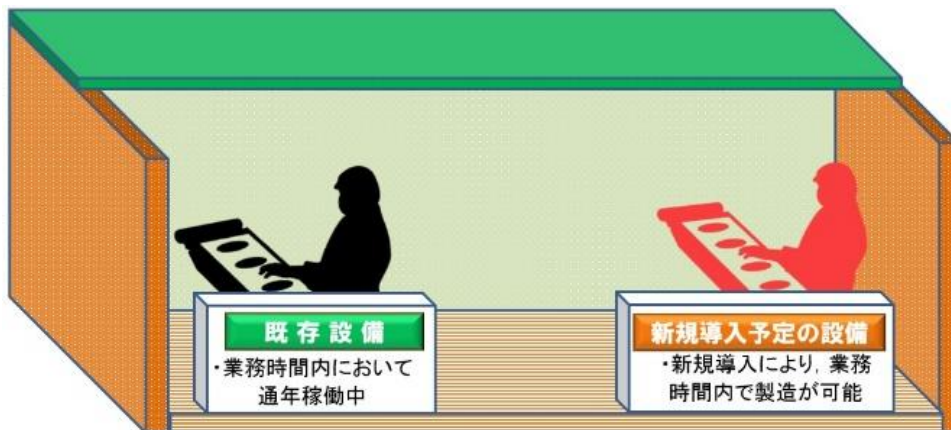 既存設備
・業務時間内において
通年稼働中
新規導入予定の設備
・新規導入により，業務
時間内で製造が可能